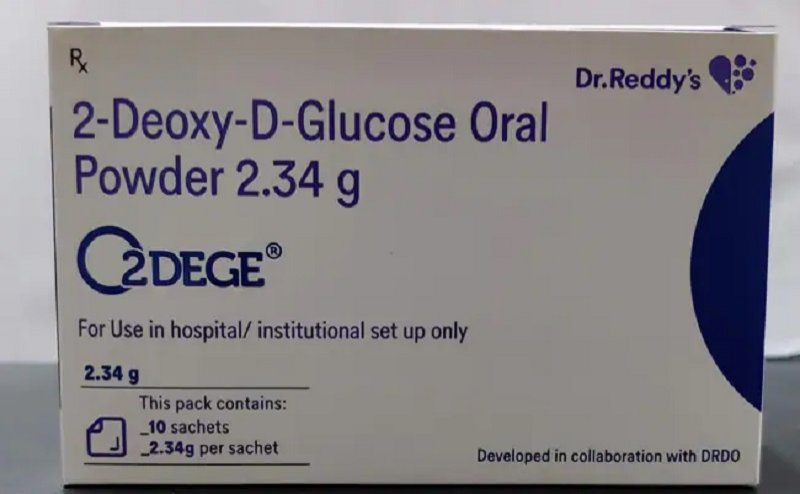 Rx
Dr.Reddy's
2-Deoxy-D-Glucose Oral
Powder 2.34 g
2DEGE®
For Use in hospital/ institutional set up only
2.34 g
This pack contains:
_10 sachets
_2.34g per sachet
Developed in collaboration with DRDO